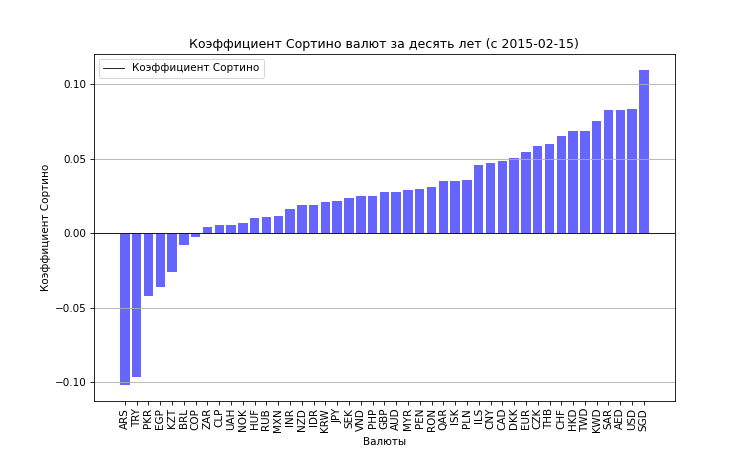 Коэффициент Сортино валют за десять лет (с 2015-02-15)
Коэффициент Сортино
0.10
0.05
0.00
−0.05
−0.10
Коэффициент Сортино
ARS TRY PKR EGP KZT BRL COP ZAR CLP UAH NOK HUF RUB MXN INR NZD IDR KRW JPY SEK VND PHP GBP AUD MYR PEN RON QAR ISK PLN ILS CNY CAD DKK EUR CZK THB CHF HKD TWD KWD SAR AED USD SGD
Валюты